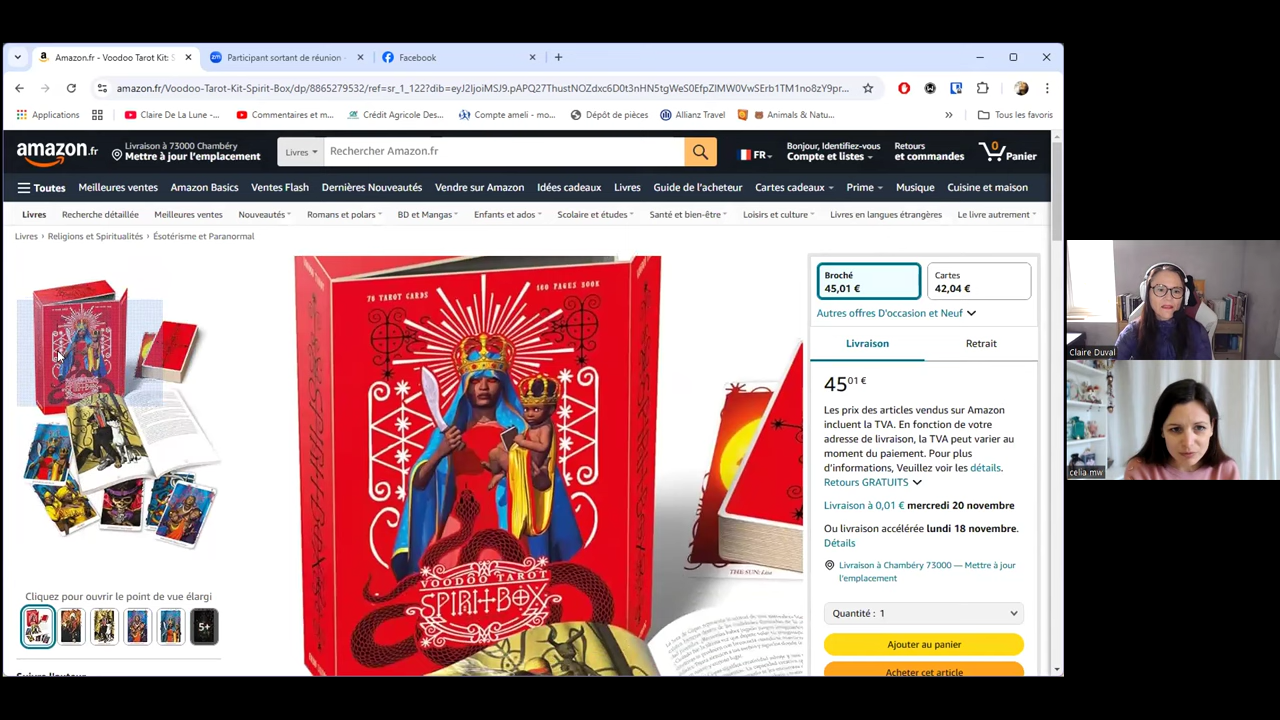 Amazon.fr - Voodoo Tarot Kit: S
Participant sortant de réunion -
Facebook
amazon.fr/Voodoo-Tarot-Kit-Spirit-Box/dp/8865279532/ref=sr_1_122?dib=eyJ2IjoiMSJ9.pAPQ27ThustNOZdxc6D0t3nHN5tgWeS0EfpZlMW0VwSErb1TM1no8zY9pr...
Applications
Claire De La Lune -...
Commentaires et m...
Crédit Agricole Des...
Compte ameli - mo...
Dépôt de pièces
Allianz Travel
Animals & Natu...
»
Tous les favoris
amazon.fr
Livraison à 73000 Chambéry
Mettre à jour l'emplacement
Livres
Rechercher Amazon.fr
FR
Bonjour, Identifiez-vous
Compte et listes
Retours
et commandes
0
Panier
Toutes
Meilleures ventes
Amazon Basics
Ventes Flash
Dernières Nouveautés
Vendre sur Amazon
Idées cadeaux
Livres
Guide de l'acheteur
Cartes cadeaux
Prime
Musique
Cuisine et maison
Livres
Recherche détaillée
Meilleures ventes
Nouveautés
Romans et polars
BD et Mangas
Enfants et ados
Scolaire et études
Santé et bien-être
Loisirs et culture
Livres en langues étrangères
Le livre autrement
Livres › Religions et Spiritualités › Ésotérisme et Paranormal
78 TAROT CARDS
160 PAGES BOOK
VOODOO TAROT
SPIRIT BOX
THE SUN:
Cliquez pour ouvrir le point de vue élargi
5+
Suivre l'auteur
Broché
45,01 €
Cartes
42,04 €
Autres offres D'occasion et Neuf
Livraison
Retrait
45 01 €
Les prix des articles vendus sur Amazon
incluent la TVA. En fonction de votre
adresse de livraison, la TVA peut varier au
moment du paiement. Pour plus
d'informations, Veuillez voir les détails.
Retours GRATUITS
Livraison à 0,01 € mercredi 20 novembre
Ou livraison accélérée lundi 18 novembre.
Détails
Livraison à Chambéry 73000 — Mettre à jour
l'emplacement
Quantité : 1
Ajouter au panier
Acheter cet article
Claire Duval
celia mw